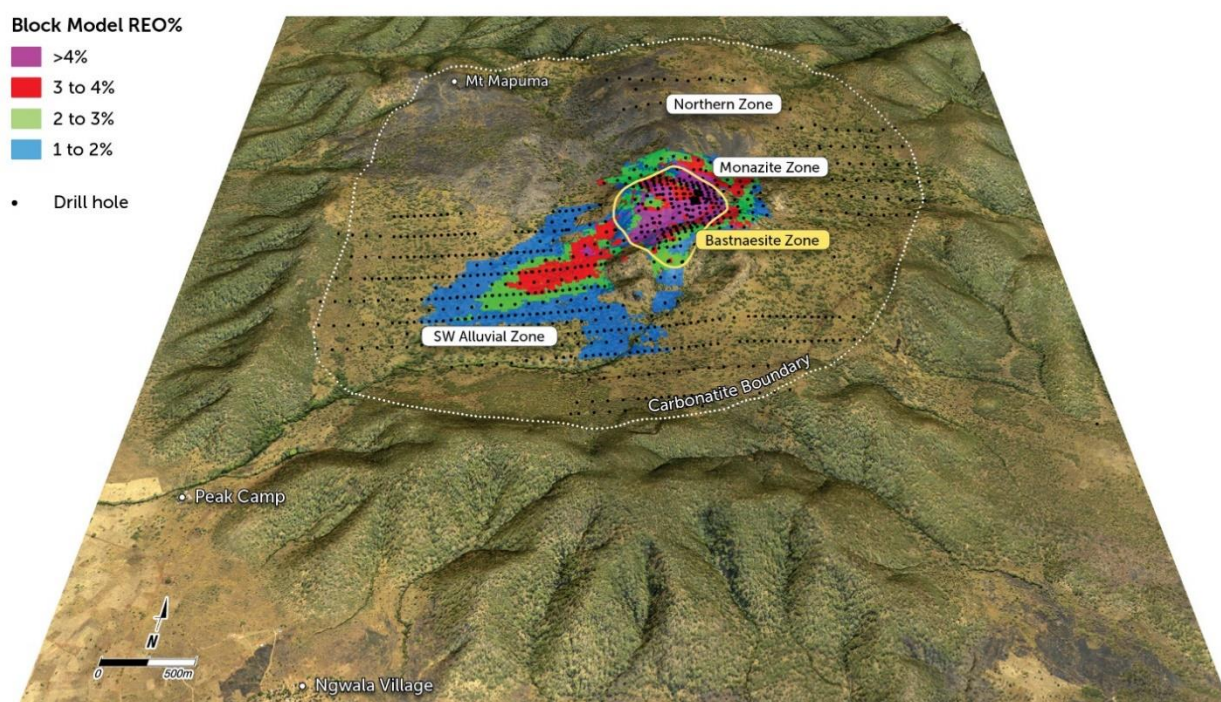 Block Model REO%
>4%
3 to 4%
2 to 3%
1 to 2%
Drill hole
Mt Mapuma
Northern Zone
Monazite Zone
Bastnaesite Zone
SW Alluvial Zone
Carbonatite Boundary
Peak Camp
N
0 500m
Ngwala Village